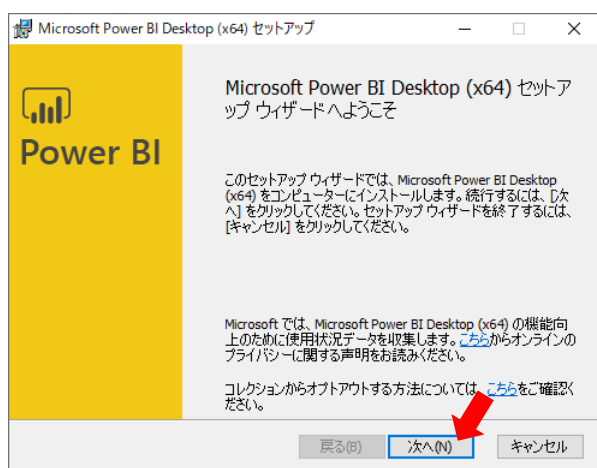 Microsoft Power BI Desktop (x64) セットアップ
Power BI
Microsoft Power BI Desktop (x64) セットア
ップ ウィザードへようこそ
このセットアップ ウィザードでは、Microsoft Power BI Desktop
(x64) をコンピューターにインストールします。続行するには、[次
へ] をクリックしてください。セットアップ ウィザードを終了するには、
[キャンセル] をクリックしてください。
Microsoft では、Microsoft Power BI Desktop (x64) の機能向
上のために使用状況データを収集します。こちらからオンラインの
プライバシーに関する声明をお読みください。
コレクションからオプトアウトする方法については、こちらをご確認く
ださい。
戻る(B)
次へ(N)
キャンセル